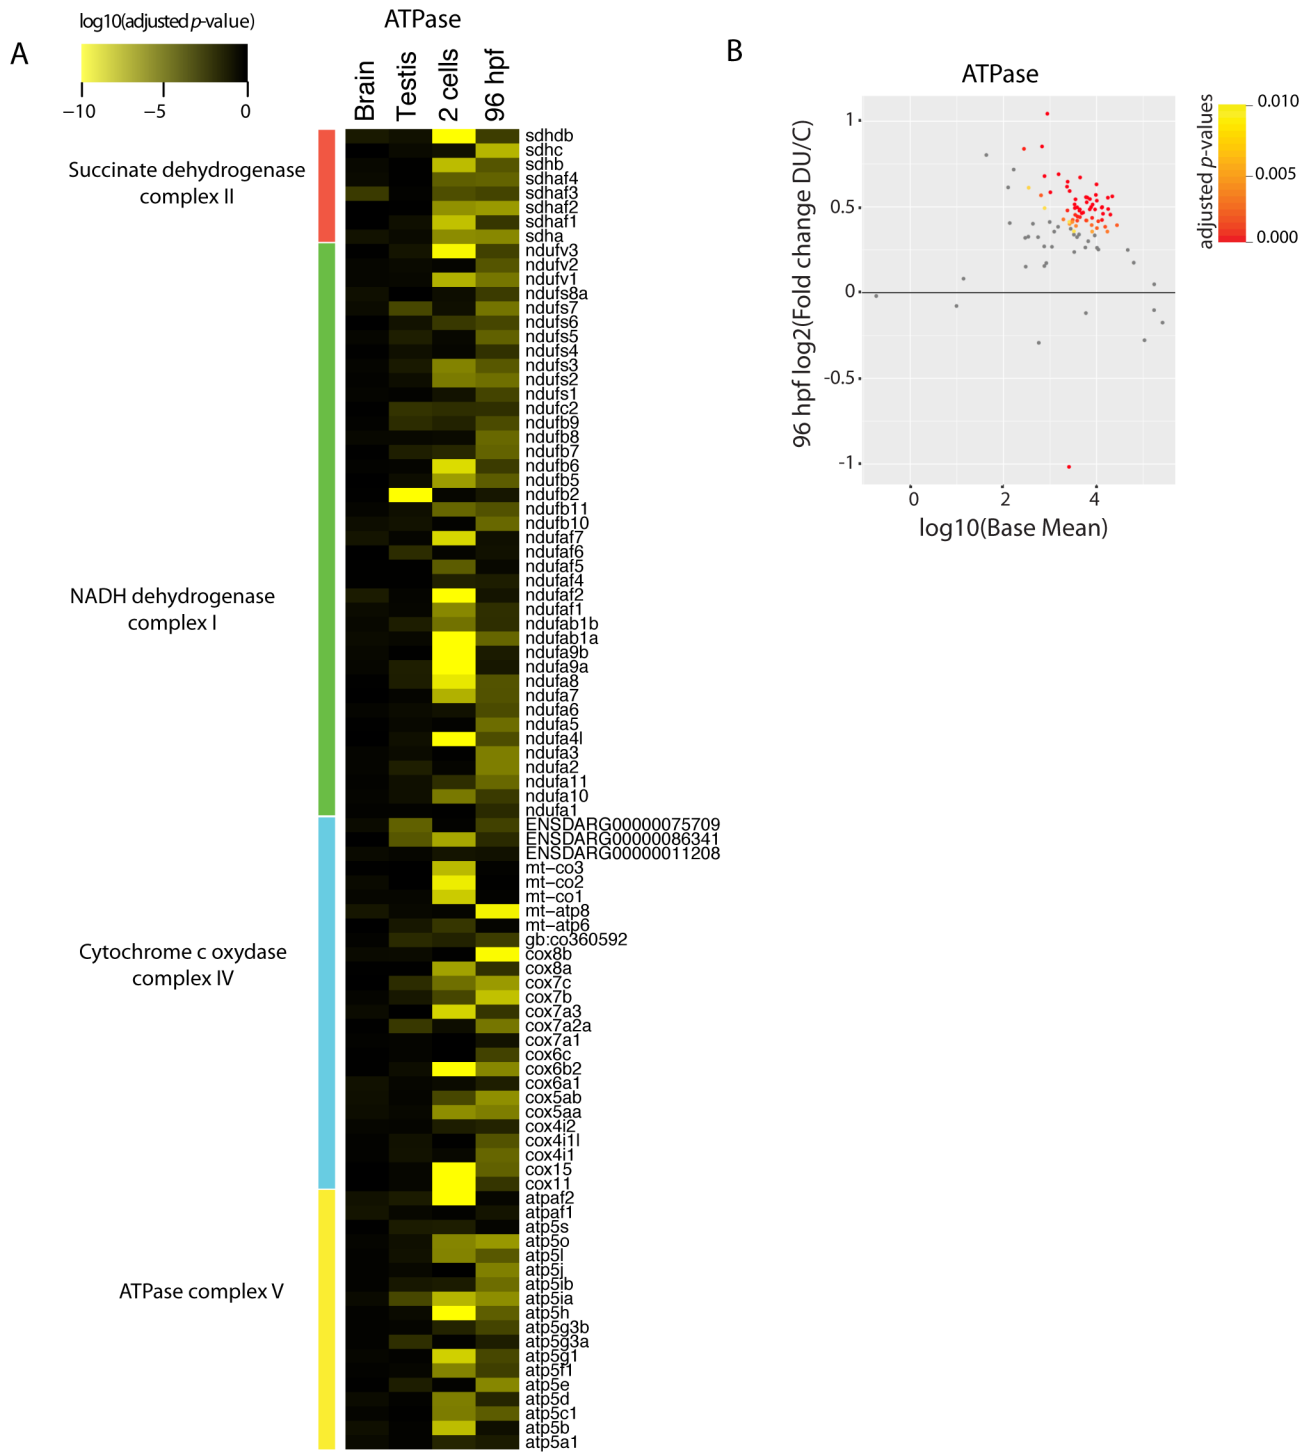 A
log10(adjusted p-value)
−10
−5
0
ATPase
Brain
Testis
2 cells
96 hpf
Succinate dehydrogenase
complex II
NADH dehydrogenase
complex I
Cytochrome c oxydase
complex IV
ATPase complex V
sdhdb
sdhc
sdhb
sdhaf4
sdhaf3
sdhaf2
sdhaf1
sdha
ndufv3
ndufv2
ndufv1
ndufs8a
ndufs7
ndufs6
ndufs5
ndufs4
ndufs3
ndufs2
ndufs1
ndufc2
ndufb9
ndufb8
ndufb7
ndufb6
ndufb5
ndufb2
ndufb11
ndufb10
ndufaf7
ndufaf6
ndufaf5
ndufaf4
ndufaf2
ndufaf1
ndufab1b
ndufab1a
ndufa9b
ndufa9a
ndufa8
ndufa7
ndufa6
ndufa5
ndufa4l
ndufa3
ndufa2
ndufa11
ndufa10
ndufa1
ENSDARG00000075709
ENSDARG00000086341
ENSDARG00000011208
mt−co3
mt−co2
mt−co1
mt−atp8
mt−atp6
gb:co360592
cox8b
cox8a
cox7c
cox7b
cox7a3
cox7a2a
cox7a1
cox6c
cox6b2
cox6a1
cox5ab
cox5aa
cox4i2
cox4i1l
cox4i1
cox15
cox11
atpaf2
atpaf1
atp5s
atp5o
atp5l
atp5j
atp5ib
atp5ia
atp5h
atp5g3b
atp5g3a
atp5g1
atp5f1
atp5e
atp5d
atp5c1
atp5b
atp5a1
B
ATPase
96 hpf log2(Fold change DU/C)
1
0.5
0
-0.5
-1
0
2
4
log10(Base Mean)
adjusted p-values
0.010
0.005
0.000